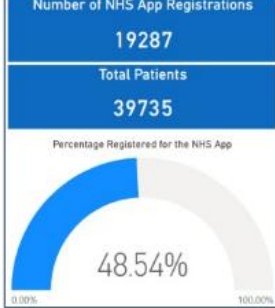 Number of NHS App Registrations
19287
Total Patients
39735
Percentage Registered for the NHS App
48.54%
0.00%
100.00%